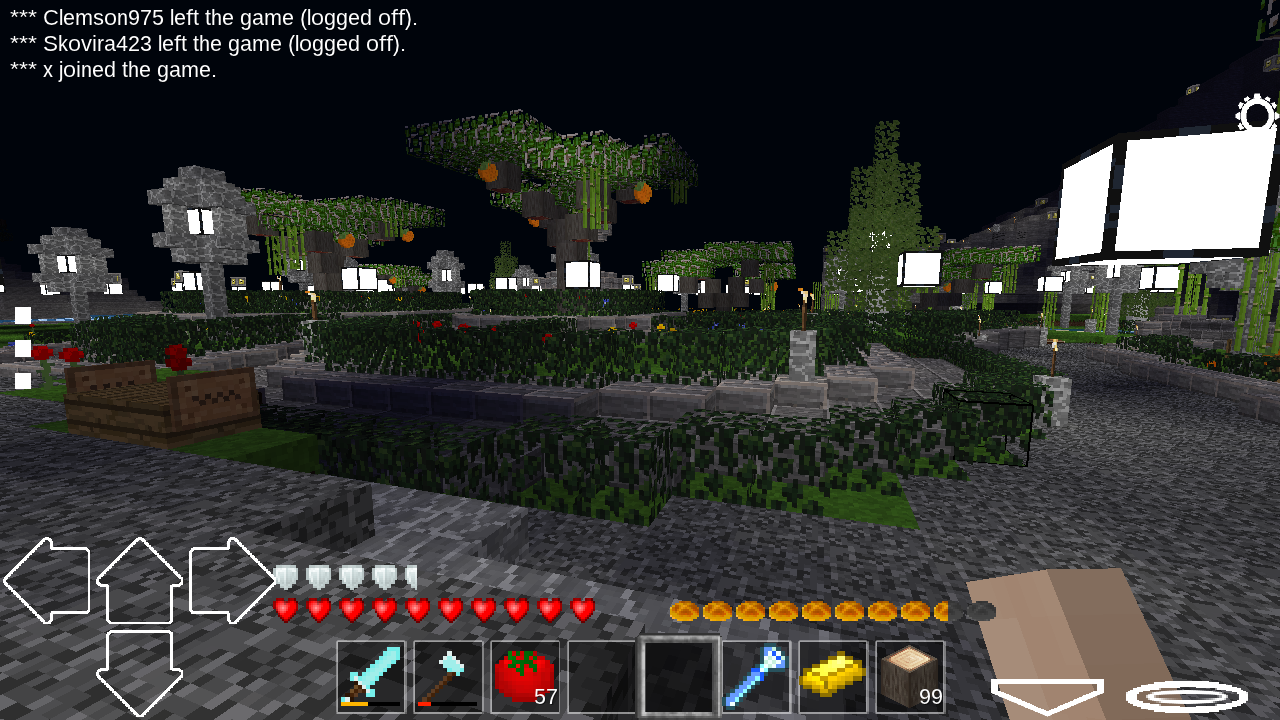 *** Clemson975 left the game (logged off).
*** Skovira423 left the game (logged off).
*** x joined the game.
57
99